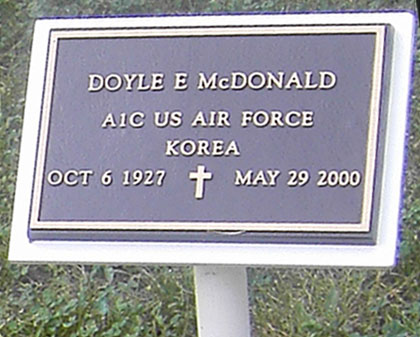 DOYLE E McDONALD
A1C US AIR FORCE
KOREA
OCT 6 1927 MAY 29 2000